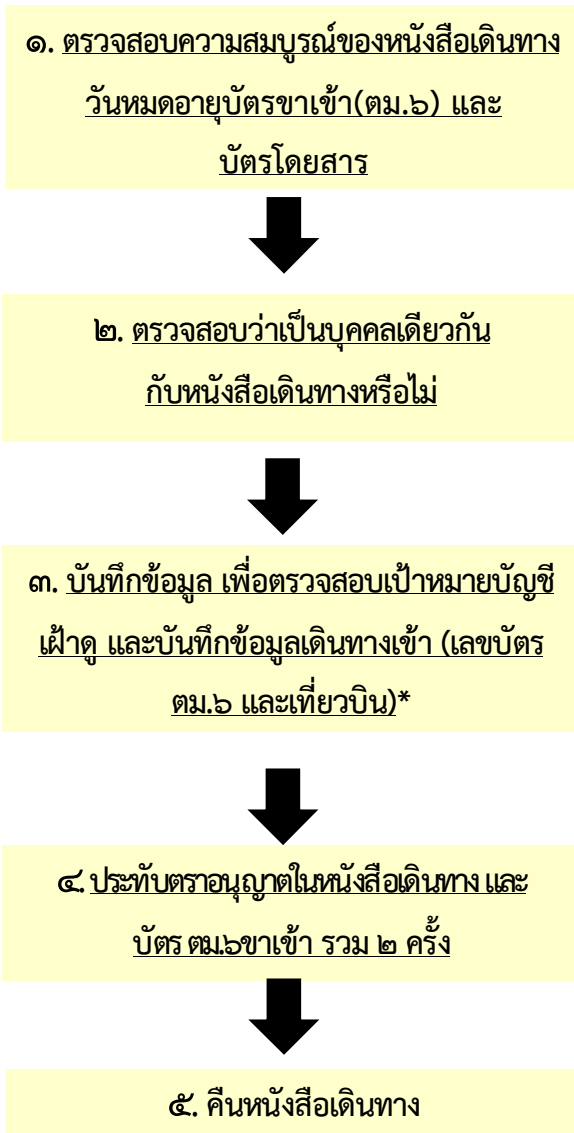 ๑. ตรวจสอบความสมบูรณ์ของหนังสือเดินทาง
วันหมดอายุบัตรขาเข้า(ตม.๖) และ
บัตรโดยสาร
๒. ตรวจสอบว่าเป็นบุคคลเดียวกัน
กับหนังสือเดินทางหรือไม่
๓. บันทึกข้อมูล เพื่อตรวจสอบเป้าหมายบัญชี
เฝ้าดู และบันทึกข้อมูลเดินทางเข้า (เลขบัตร
ตม.๖ และเที่ยวบิน)*
๔. ประทับตราอนุญาตในหนังสือเดินทาง และ
บัตร ตม.๖ขาเข้า รวม ๒ ครั้ง
๕. คืนหนังสือเดินทาง